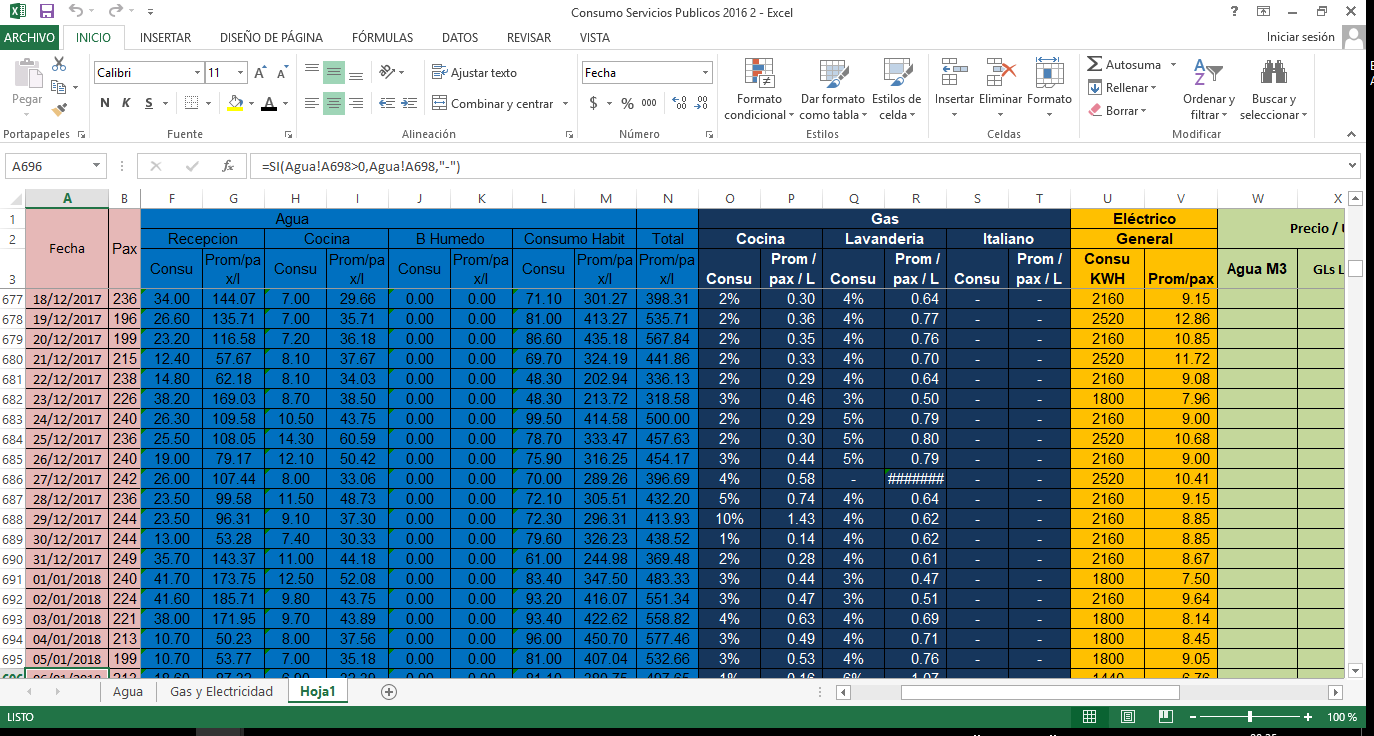 Consumo Servicios Publicos 2016 2 - Excel
ARCHIVO INICIO INSERTAR DISEÑO DE PÁGINA FÓRMULAS DATOS REVISAR VISTA Iniciar sesión
Pegar Calibri 11 Ajustar texto Fecha Autosuma
N K S Combinar y centrar $ % 000 Formato condicional Dar formato como tabla Estilos de celda Insertar Eliminar Formato Rellenar Borrar Ordenar y filtrar Buscar y seleccionar
Portapapeles Fuente Alineación Número Estilos Celdas Modificar
A696 fx =SI(Agua!A698>0,Agua!A698,"-")
A B F G H I J K L M N O P Q R S T U V W X
1 Fecha Pax Agua Gas Eléctrico
2 Recepcion Cocina B Humedo Consumo Habit Total Cocina Lavanderia Italiano General Precio /
3 Consu Prom/pax/l Consu Prom/pax/l Consu Prom/pax/l Consu Prom/pax/l Prom/pax/l Consu Prom / pax / L Consu Prom / pax / L Consu Prom / pax / L Consu KWH Prom/pax Agua M3 GLs L
677 18/12/2017 236 34.00 144.07 7.00 29.66 0.00 0.00 71.10 301.27 398.31 2% 0.30 4% 0.64 - - 2160 9.15
678 19/12/2017 196 26.60 135.71 7.00 35.71 0.00 0.00 81.00 413.27 535.71 2% 0.36 4% 0.77 - - 2520 12.86
679 20/12/2017 199 23.20 116.58 7.20 36.18 0.00 0.00 86.60 435.18 567.84 2% 0.35 4% 0.76 - - 2160 10.85
680 21/12/2017 215 12.40 57.67 8.10 37.67 0.00 0.00 69.70 324.19 441.86 2% 0.33 4% 0.70 - - 2520 11.72
681 22/12/2017 238 14.80 62.18 8.10 34.03 0.00 0.00 48.30 202.94 336.13 2% 0.29 4% 0.64 - - 2160 9.08
682 23/12/2017 226 38.20 169.03 8.70 38.50 0.00 0.00 48.30 213.72 318.58 3% 0.46 3% 0.50 - - 1800 7.96
683 24/12/2017 240 26.30 109.58 10.50 43.75 0.00 0.00 99.50 414.58 500.00 2% 0.29 5% 0.79 - - 2160 9.00
684 25/12/2017 236 25.50 108.05 14.30 60.59 0.00 0.00 78.70 333.47 457.63 2% 0.30 5% 0.80 - - 2520 10.68
685 26/12/2017 240 19.00 79.17 12.10 50.42 0.00 0.00 75.90 316.25 454.17 3% 0.44 5% 0.79 - - 2160 9.00
686 27/12/2017 242 26.00 107.44 8.00 33.06 0.00 0.00 70.00 289.26 396.69 4% 0.58 - ####### - - 2520 10.41
687 28/12/2017 236 23.50 99.58 11.50 48.73 0.00 0.00 72.10 305.51 432.20 5% 0.74 4% 0.64 - - 2160 9.15
688 29/12/2017 244 23.50 96.31 9.10 37.30 0.00 0.00 72.30 296.31 413.93 10% 1.43 4% 0.62 - - 2160 8.85
689 30/12/2017 244 13.00 53.28 7.40 30.33 0.00 0.00 79.60 326.23 438.52 1% 0.14 4% 0.62 - - 2160 8.85
690 31/12/2017 249 35.70 143.37 11.00 44.18 0.00 0.00 61.00 244.98 369.48 2% 0.28 4% 0.61 - - 2160 8.67
691 01/01/2018 240 41.70 173.75 12.50 52.08 0.00 0.00 83.40 347.50 483.33 3% 0.44 3% 0.47 - - 1800 7.50
692 02/01/2018 224 41.60 185.71 9.80 43.75 0.00 0.00 93.20 416.07 551.34 3% 0.47 3% 0.51 - - 2160 9.64
693 03/01/2018 221 38.00 171.95 9.70 43.89 0.00 0.00 93.40 422.62 558.82 4% 0.63 4% 0.69 - - 1800 8.14
694 04/01/2018 213 10.70 50.23 8.00 37.56 0.00 0.00 96.00 450.70 577.46 3% 0.49 4% 0.71 - - 1800 8.45
695 05/01/2018 199 10.70 53.77 7.00 35.18 0.00 0.00 81.00 407.04 532.66 3% 0.53 4% 0.76 - - 1800 9.05
Agua Gas y Electricidad Hoja1
LISTO 100 %